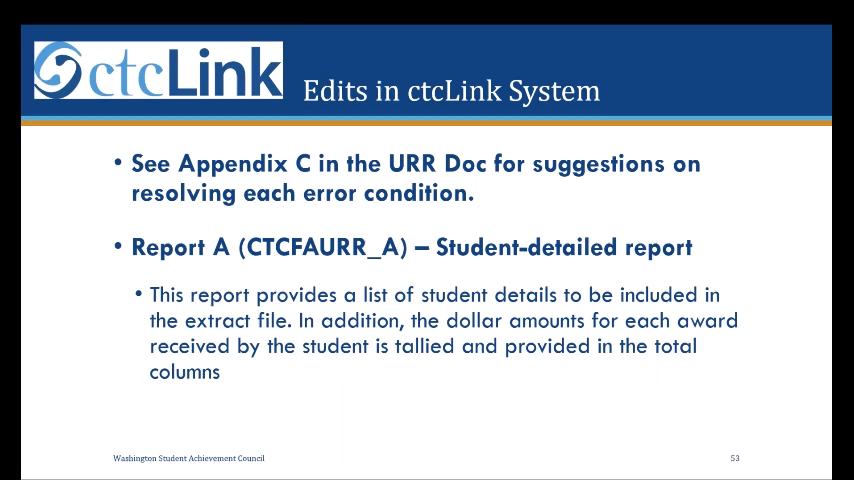 ctcLink
Edits in ctcLink System
• See Appendix C in the URR Doc for suggestions on
resolving each error condition.
• Report A (CTCFAURR_A) – Student-detailed report
• This report provides a list of student details to be included in
the extract file. In addition, the dollar amounts for each award
received by the student is tallied and provided in the total
columns
Washington Student Achievement Council
53